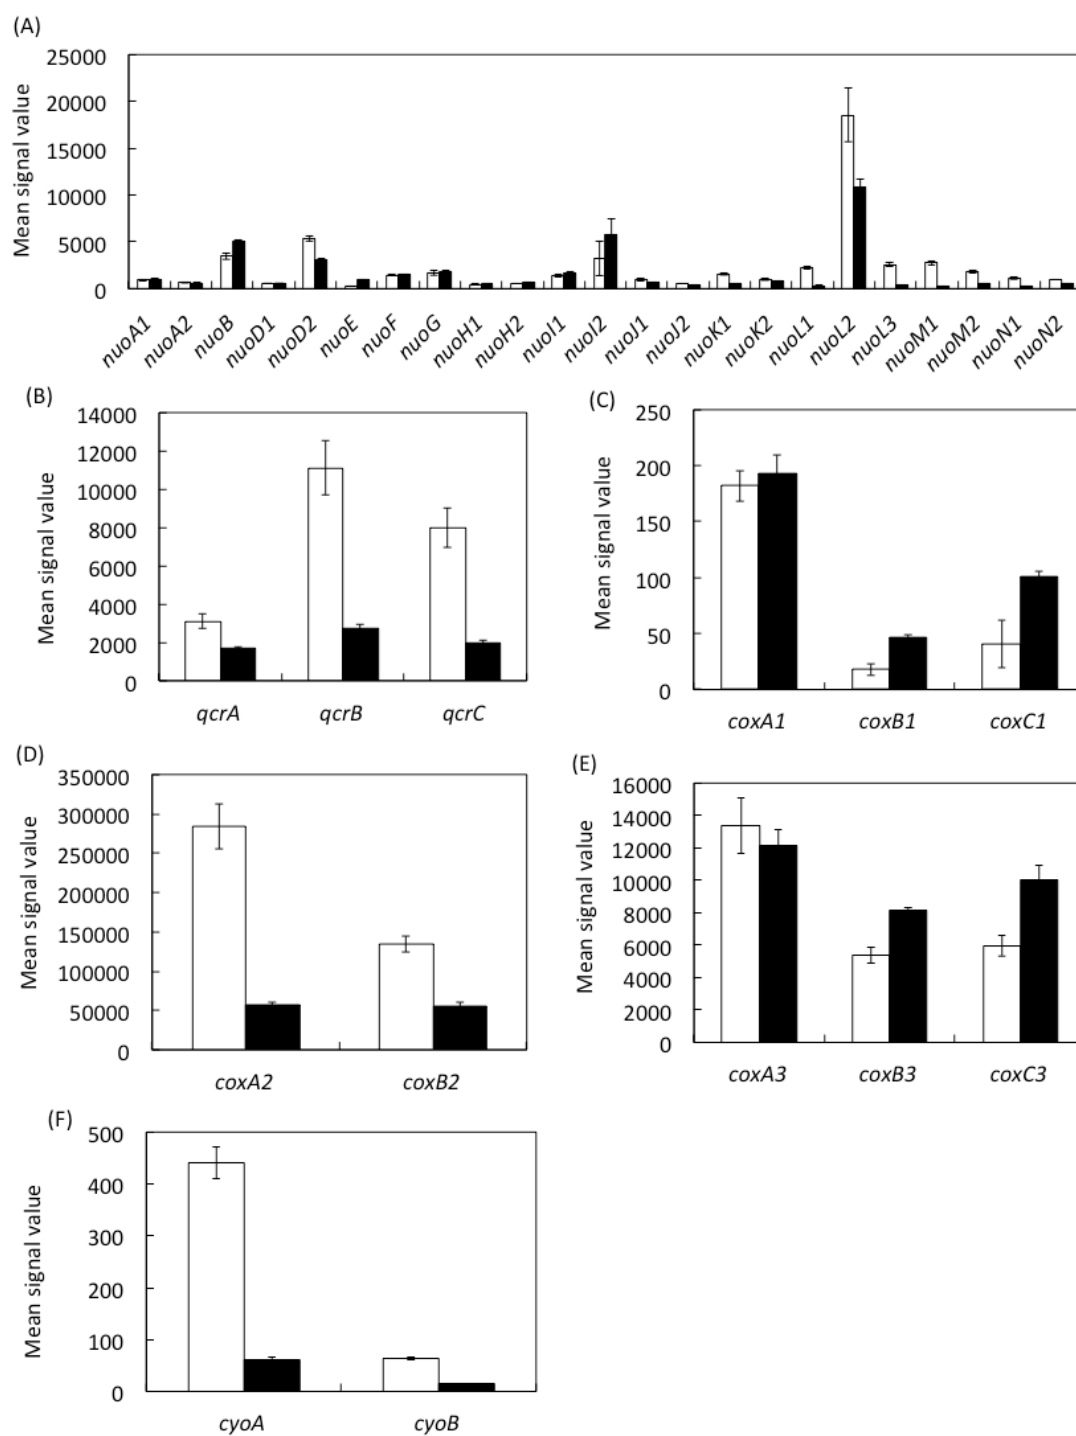 (A)
Mean signal value
25000
20000
15000
10000
5000
0
nuoA1 nuoA2 nuoB nuoD1 nuoD2 nuoE nuoF nuoG nuoH1 nuoH2 nuoI1 nuoI2 nuoJ1 nuoJ2 nuoK1 nuoK2 nuoL1 nuoL2 nuoL3 nuoM1 nuoM2 nuoN1 nuoN2
(B)
Mean signal value
14000
12000
10000
8000
6000
4000
2000
0
qcrA qcrB qcrC
(C)
Mean signal value
250
200
150
100
50
0
coxA1 coxB1 coxC1
(D)
Mean signal value
350000
300000
250000
200000
150000
100000
50000
0
coxA2 coxB2
(E)
Mean signal value
16000
14000
12000
10000
8000
6000
4000
2000
0
coxA3 coxB3 coxC3
(F)
Mean signal value
500
400
300
200
100
0
cyoA cyoB